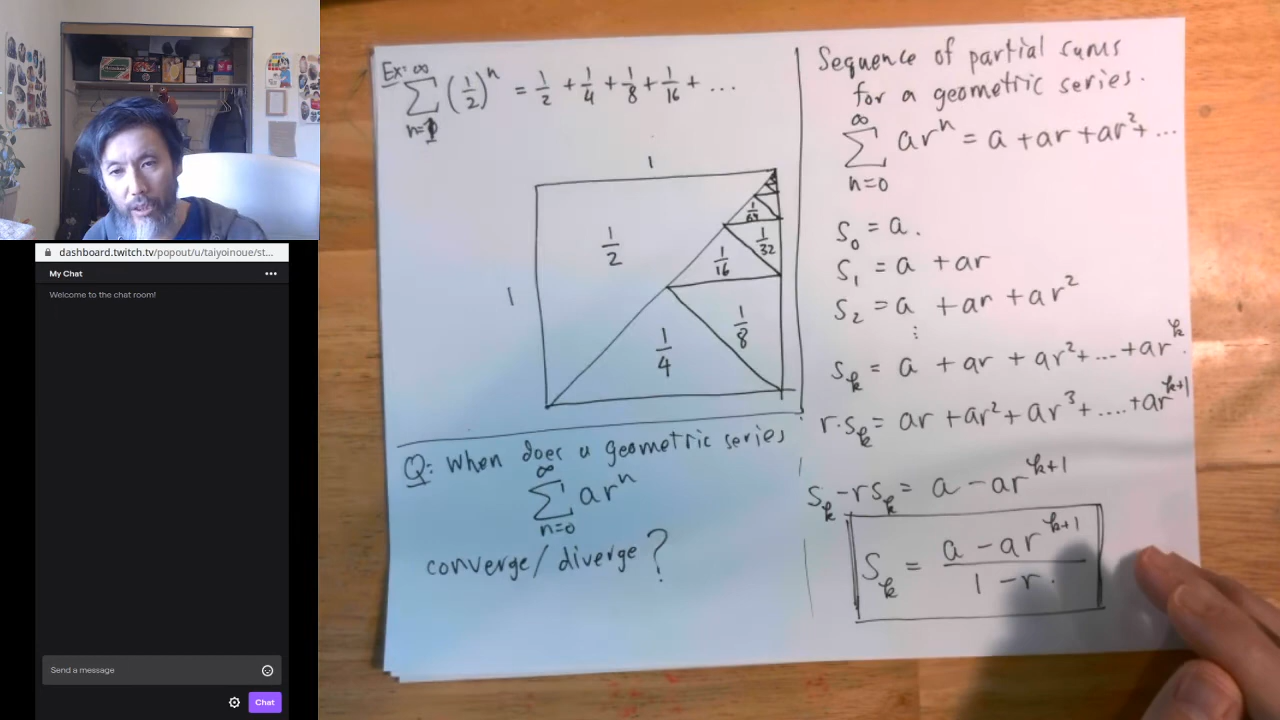 dashboard.twitch.tv/popout/u/taiyoinoue/st...
My Chat
Welcome to the chat room!
Send a message
Chat
Ex: ∞
∑ (1/2)^n = 1/2 + 1/4 + 1/8 + 1/16 + ...
n=1
1
1
1/2
1/4
1/8
1/16
1/32
1/64
Q: When does a geometric series
∞
∑ ar^n
n=0
converge/diverge?
Sequence of partial sums
for a geometric series.
∞
∑ ar^n = a + ar + ar^2 + ...
n=0
S_0 = a.
S_1 = a + ar
S_2 = a + ar + ar^2
⋮
S_k = a + ar + ar^2 + ... + ar^k.
r·S_k = ar + ar^2 + ar^3 + .... + ar^{k+1}
S_k - rS_k = a - ar^{k+1}
S_k = (a - ar^{k+1})/(1 - r).